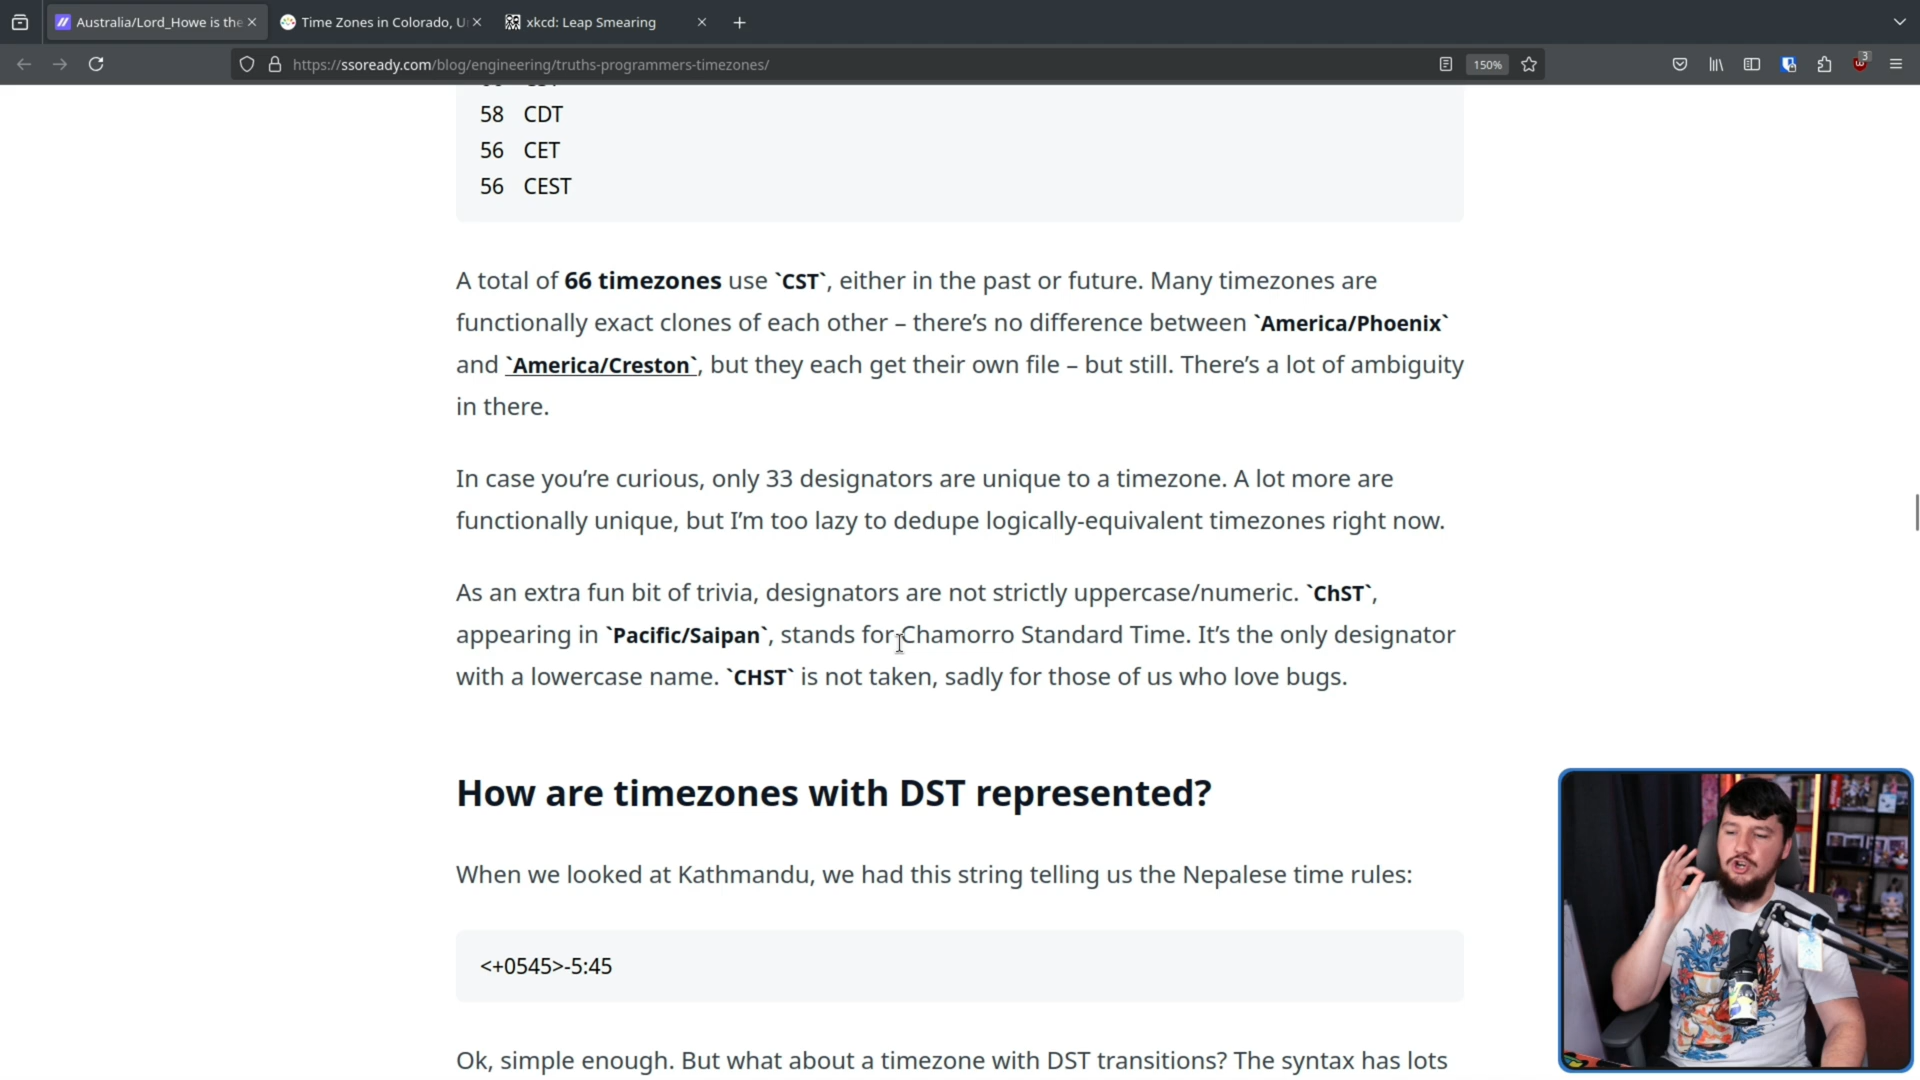 Australia/Lord_Howe is the
Time Zones in Colorado, U
xkcd: Leap Smearing
https://ssoready.com/blog/engineering/truths-programmers-timezones/
150%
3
58 CDT
56 CET
56 CEST
A total of 66 timezones use `CST`, either in the past or future. Many timezones are
functionally exact clones of each other – there’s no difference between `America/Phoenix`
and `America/Creston`, but they each get their own file – but still. There’s a lot of ambiguity
in there.
In case you’re curious, only 33 designators are unique to a timezone. A lot more are
functionally unique, but I’m too lazy to dedupe logically-equivalent timezones right now.
As an extra fun bit of trivia, designators are not strictly uppercase/numeric. `ChST`,
appearing in `Pacific/Saipan`, stands for Chamorro Standard Time. It’s the only designator
with a lowercase name. `CHST` is not taken, sadly for those of us who love bugs.
How are timezones with DST represented?
When we looked at Kathmandu, we had this string telling us the Nepalese time rules:
<+0545>-5:45
Ok, simple enough. But what about a timezone with DST transitions? The syntax has lots